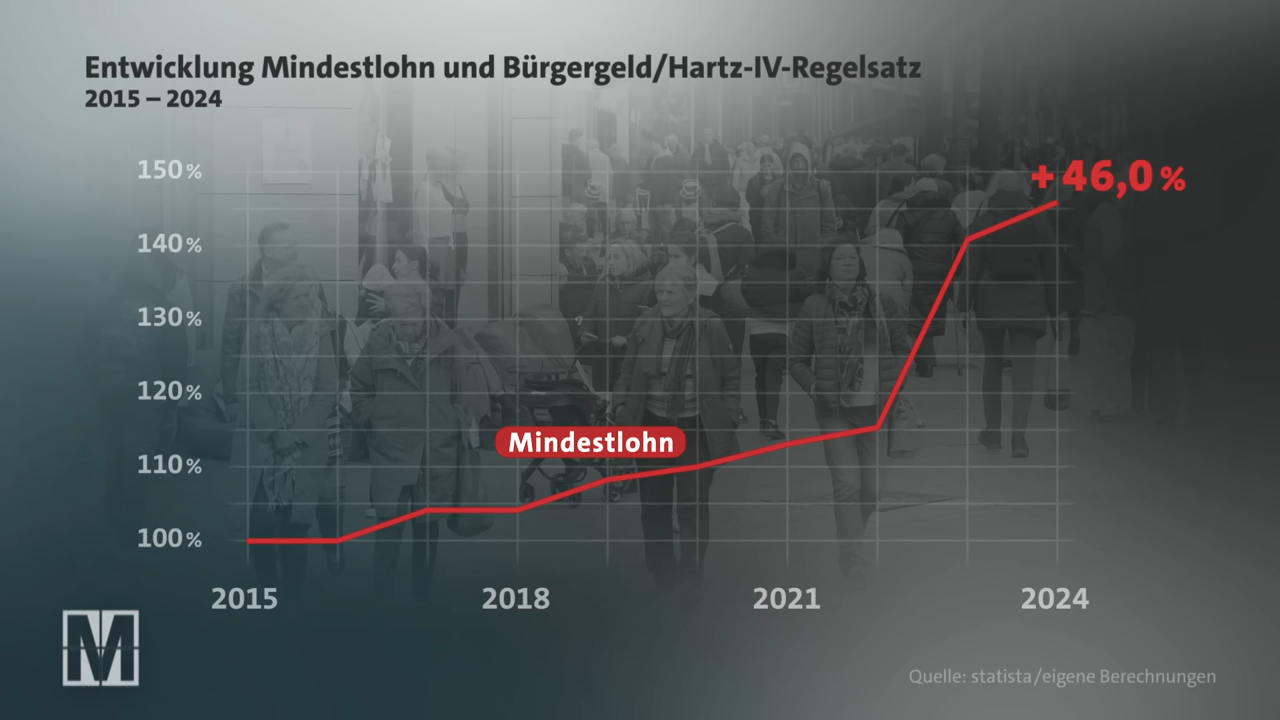 Entwicklung Mindestlohn und Bürgergeld/Hartz-IV-Regelsatz
2015 – 2024
150 %
+ 46,0 %
140 %
130 %
120 %
Mindestlohn
110 %
100 %
2015 2018 2021 2024
M
Quelle: statista/eigene Berechnungen